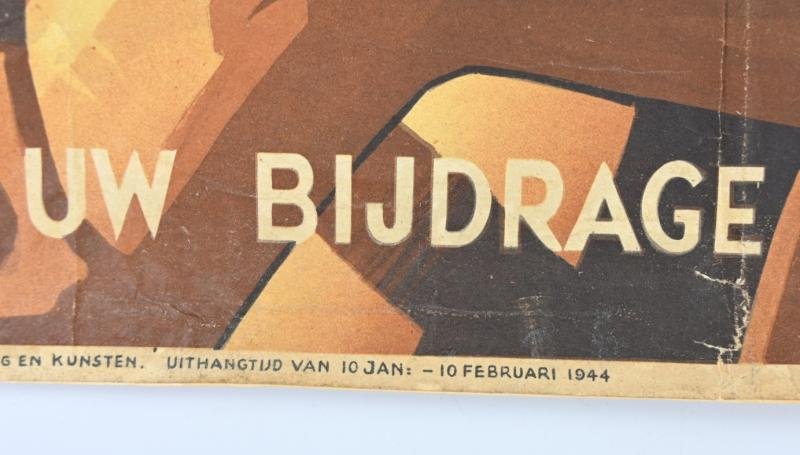 UW BIJDRAGE
G EN KUNSTEN. UITHANGTIJD VAN 10 JAN: – 10 FEBRUARI 1944